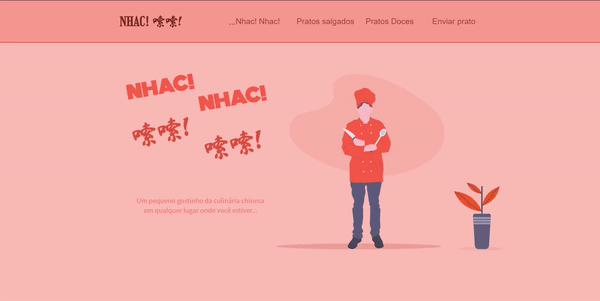 NHAC! 嗦嗦!
...Nhac! Nhac! Pratos salgados Pratos Doces Enviar prato
NHAC!
NHAC!
嗦嗦!
嗦嗦!
Um pequeno gostinho da culinária chinesa
em qualquer lugar onde você estiver...